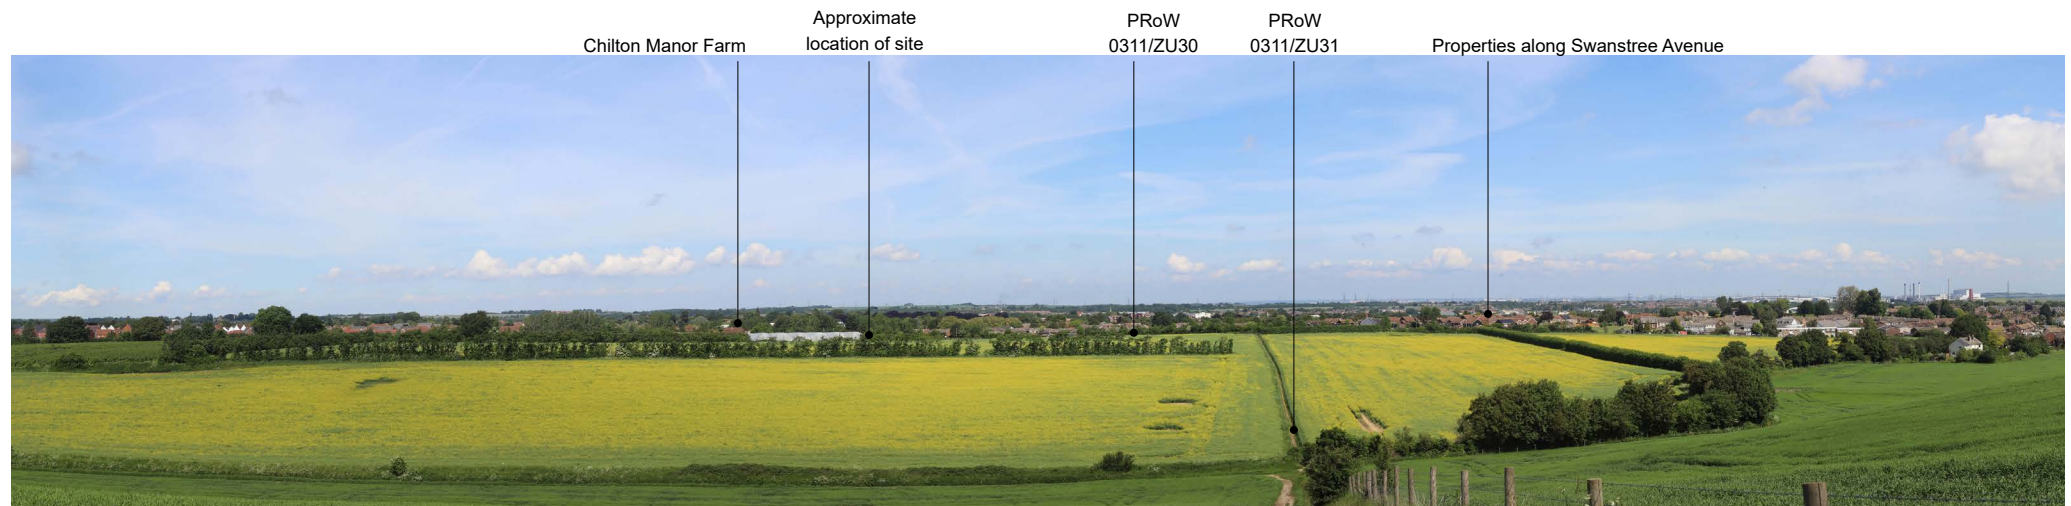 Chilton Manor Farm
Approximate
location of site
PRoW
0311/ZU30
PRoW
0311/ZU31
Properties along Swanstree Avenue